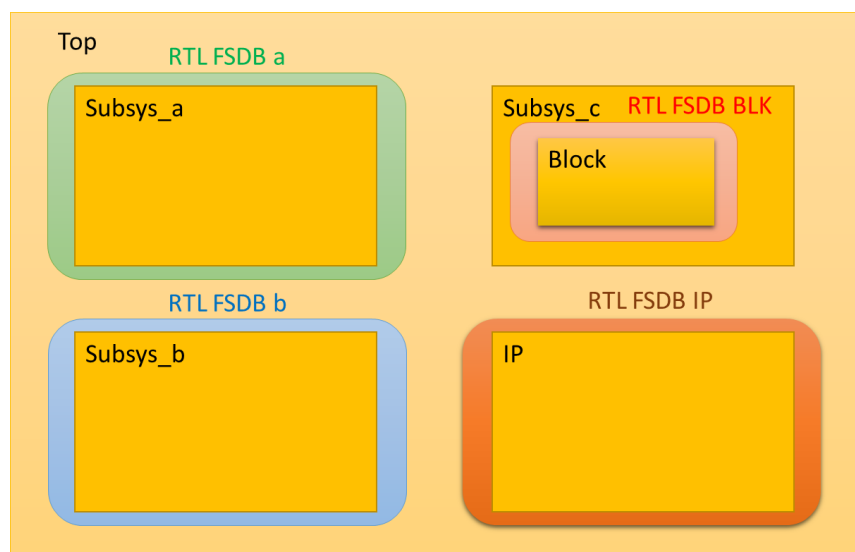 Top
RTL FSDB a
Subsys_a
Subsys_c
RTL FSDB BLK
Block
RTL FSDB b
Subsys_b
RTL FSDB IP
IP